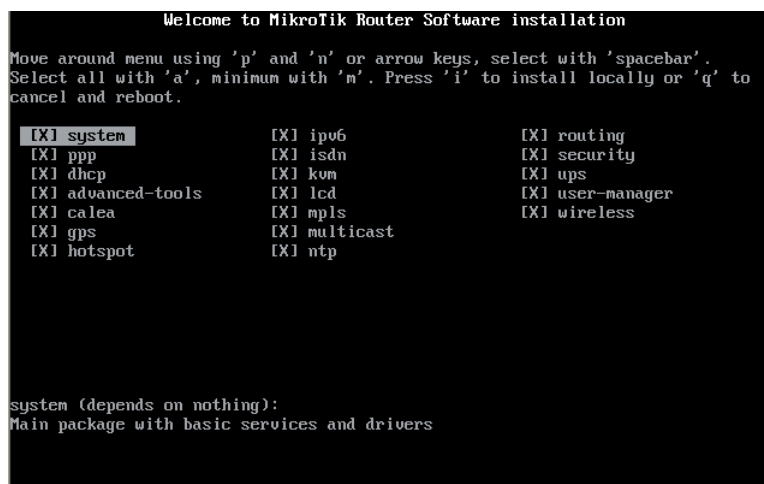 Welcome to MikroTik Router Software installation
Move around menu using 'p' and 'n' or arrow keys, select with 'spacebar'.
Select all with 'a', minimum with 'm'. Press 'i' to install locally or 'q' to
cancel and reboot.
[X] system [X] ipv6 [X] routing
[X] ppp [X] isdn [X] security
[X] dhcp [X] kvm [X] ups
[X] advanced-tools [X] lcd [X] user-manager
[X] calea [X] mpls [X] wireless
[X] gps [X] multicast
[X] hotspot [X] ntp
system (depends on nothing):
Main package with basic services and drivers